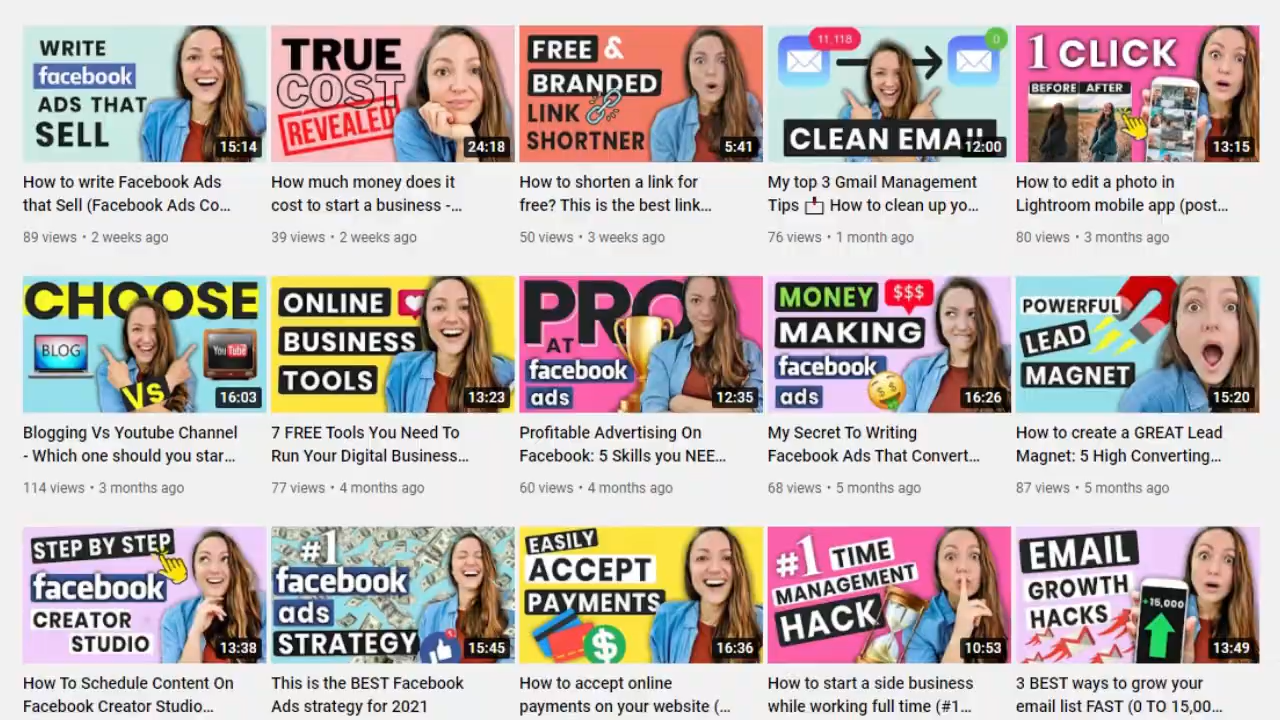 WRITE
facebook
ADS THAT
SELL
15:14
TRUE
COST
REVEALED
24:18
FREE &
BRANDED
LINK
SHORTNER
5:41
11,118
0
CLEAN EMAIL
12:00
1 CLICK
BEFORE AFTER
13:15
How to write Facebook Ads
that Sell (Facebook Ads Co...
89 views • 2 weeks ago
How much money does it
cost to start a business -...
39 views • 2 weeks ago
How to shorten a link for
free? This is the best link...
50 views • 3 weeks ago
My top 3 Gmail Management
Tips 📩 How to clean up yo...
76 views • 1 month ago
How to edit a photo in
Lightroom mobile app (post...
80 views • 3 months ago
CHOOSE
BLOG
YouTube
Vs
16:03
ONLINE
BUSINESS
TOOLS
13:23
PRO
AT
facebook
ads
12:35
MONEY
$$$
MAKING
facebook
ads
16:26
POWERFUL
LEAD
MAGNET
15:20
Blogging Vs Youtube Channel
- Which one should you star...
114 views • 3 months ago
7 FREE Tools You Need To
Run Your Digital Business...
77 views • 4 months ago
Profitable Advertising On
Facebook: 5 Skills you NEE...
60 views • 4 months ago
My Secret To Writing
Facebook Ads That Convert...
68 views • 5 months ago
How to create a GREAT Lead
Magnet: 5 High Converting...
87 views • 5 months ago
STEP BY STEP
facebook
CREATOR
STUDIO
13:38
#1
facebook
ads
STRATEGY
15:45
EASILY
ACCEPT
PAYMENTS
$
16:36
#1 TIME
MANAGEMENT
HACK
10:53
EMAIL
GROWTH
HACKS
+15,000
13:49
How To Schedule Content On
Facebook Creator Studio...
This is the BEST Facebook
Ads strategy for 2021
How to accept online
payments on your website (...
How to start a side business
while working full time (#1...
3 BEST ways to grow your
email list FAST (0 TO 15,00...